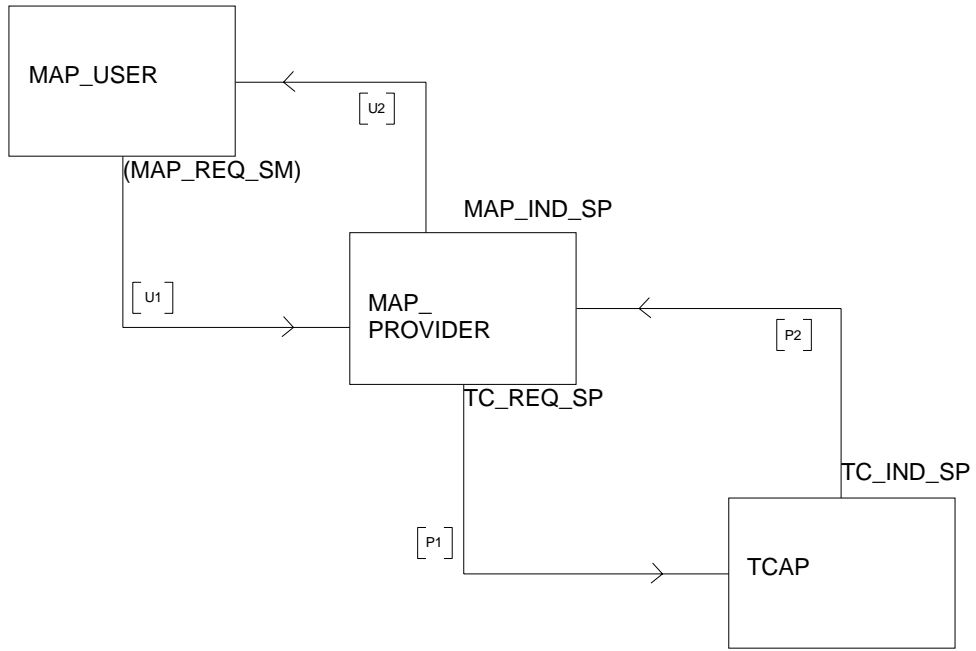 MAP_USER
[U2]
(MAP_REQ_SM)
MAP_IND_SP
[U1]
MAP_
PROVIDER
[P2]
TC_REQ_SP
TC_IND_SP
[P1]
TCAP